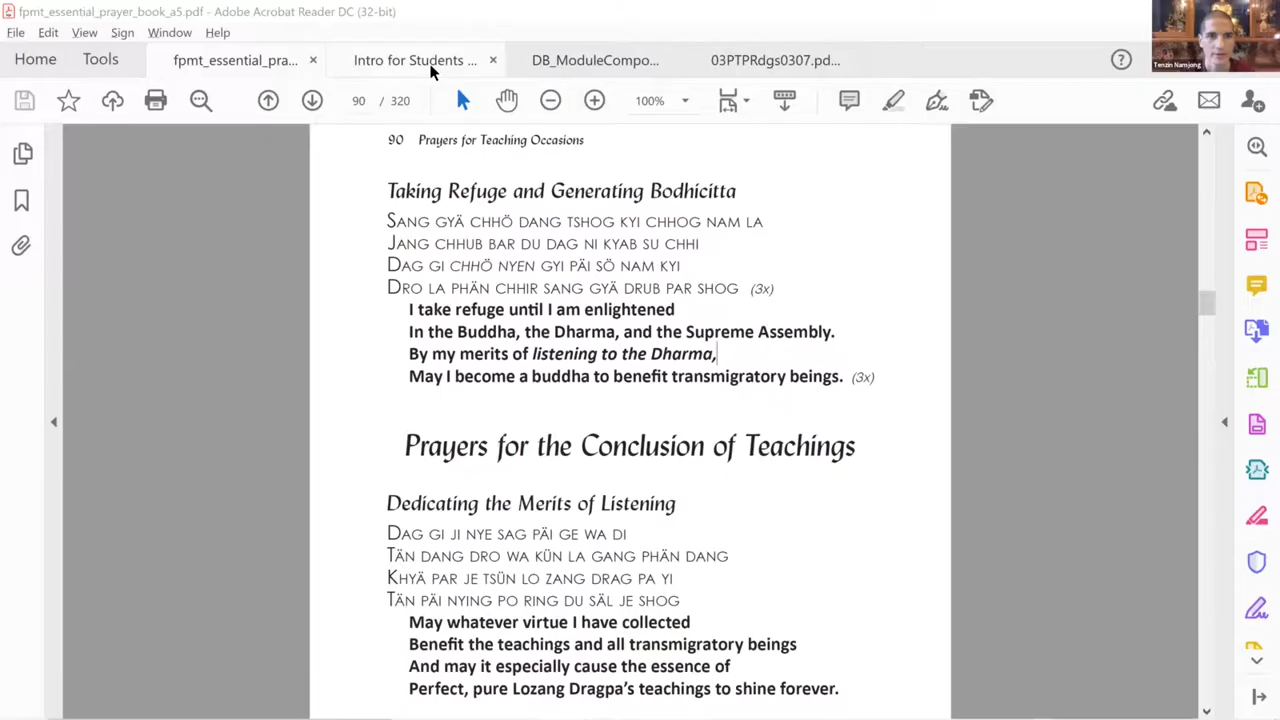 fpmt_essential_prayer_book_a5.pdf - Adobe Acrobat Reader DC (32-bit)
File Edit View Sign Window Help
Home Tools fpmt_essential_pra... × Intro for Students ... × DB_ModuleCompo... 03PTPRdgs0307.pd...
Tenzin Namjong
90 / 320 100%
90 Prayers for Teaching Occasions
Taking Refuge and Generating Bodhicitta
SANG GYÄ CHHÖ DANG TSHOG KYI CHHOG NAM LA
JANG CHHUB BAR DU DAG NI KYAB SU CHHI
DAG GI CHHÖ NYEN GYI PÄI SÖ NAM KYI
DRO LA PHÄN CHHIR SANG GYÄ DRUB PAR SHOG (3x)
I take refuge until I am enlightened
In the Buddha, the Dharma, and the Supreme Assembly.
By my merits of listening to the Dharma,
May I become a buddha to benefit transmigratory beings. (3x)
Prayers for the Conclusion of Teachings
Dedicating the Merits of Listening
DAG GI JI NYE SAG PÄI GE WA DI
TÄN DANG DRO WA KÜN LA GANG PHÄN DANG
KHYÄ PAR JE TSÜN LO ZANG DRAG PA YI
TÄN PÄI NYING PO RING DU SÄL JE SHOG
May whatever virtue I have collected
Benefit the teachings and all transmigratory beings
And may it especially cause the essence of
Perfect, pure Lozang Dragpa's teachings to shine forever.